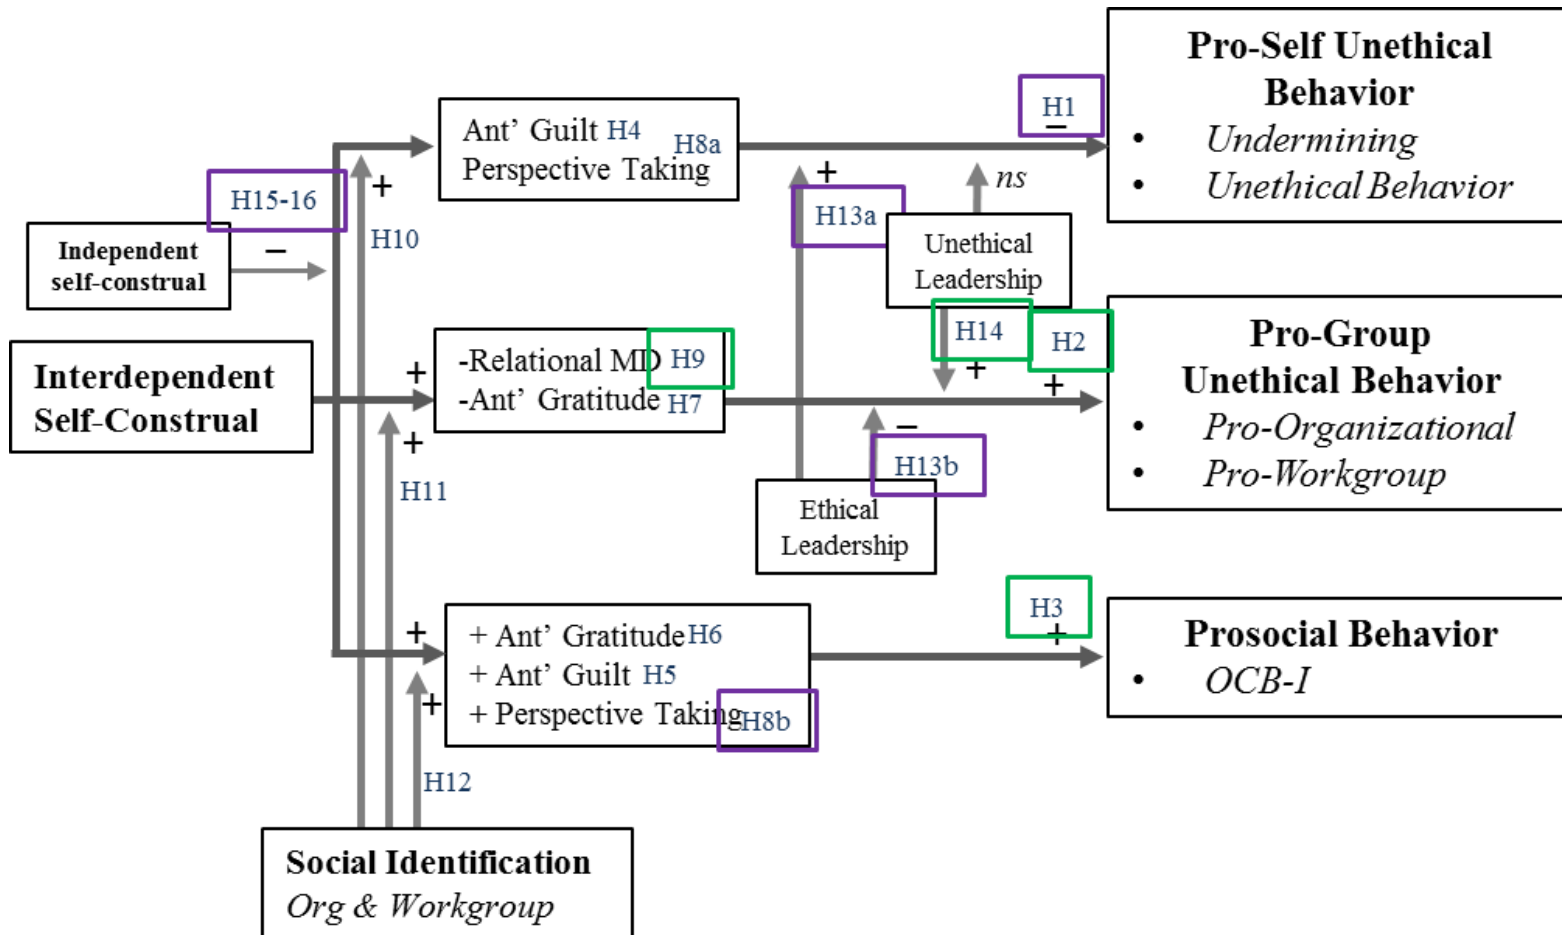 Pro-Self Unethical
Behavior
• Undermining
• Unethical Behavior
H1
−
Ant’ Guilt H4
H8a
Perspective Taking
+
H15-16
H10
Independent
self-construal
−
+
H13a
ns
Unethical
Leadership
H14
H2
+
+
Pro-Group
Unethical Behavior
• Pro-Organizational
• Pro-Workgroup
Interdependent
Self-Construal
+
-Relational MD H9
-Ant’ Gratitude H7
+
H11
−
H13b
Ethical
Leadership
H3
+
Prosocial Behavior
• OCB-I
+
+ Ant’ Gratitude H6
+ Ant’ Guilt H5
+ Perspective Taking H8b
+
H12
Social Identification
Org & Workgroup